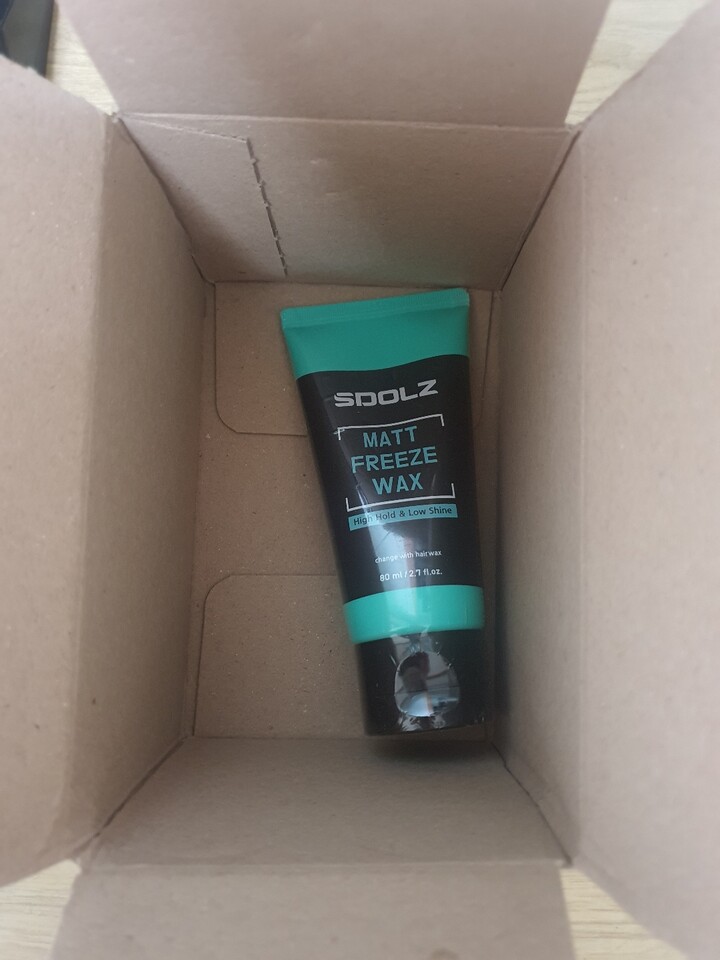 SDOLZ
MATT
FREEZE
WAX
High Hold & Low Shine
change with hair wax
80 ml / 2.7 fl.oz.